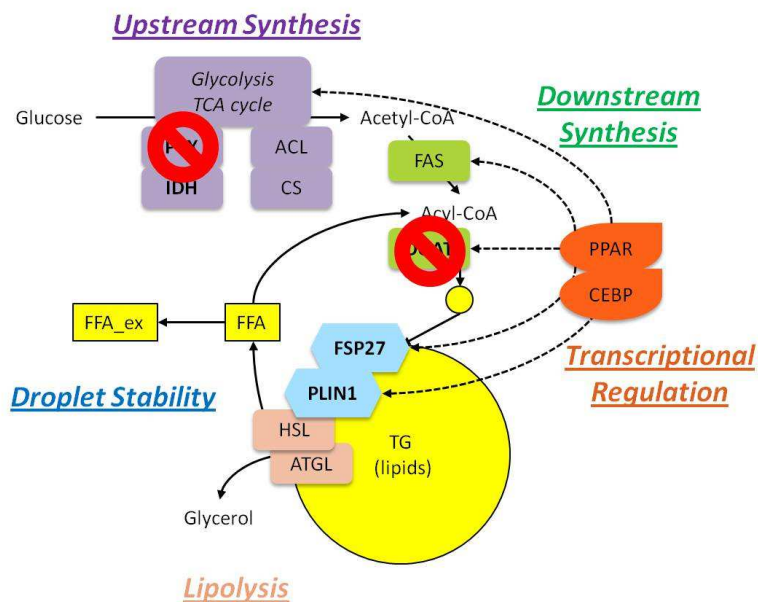 Upstream Synthesis
Glycolysis
TCA cycle
Glucose
Acetyl-CoA
Downstream
Synthesis
ACL
FAS
IDH
CS
Acyl-CoA
PPAR
CEBP
FFA_ex
FFA
FSP27
Transcriptional
Regulation
Droplet Stability
PLIN1
HSL
TG
(lipids)
ATGL
Glycerol
Lipolysis